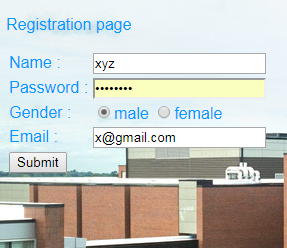 Registration page
Name : xyz
Password : ••••••••
Gender : male female
Email : x@gmail.com
Submit